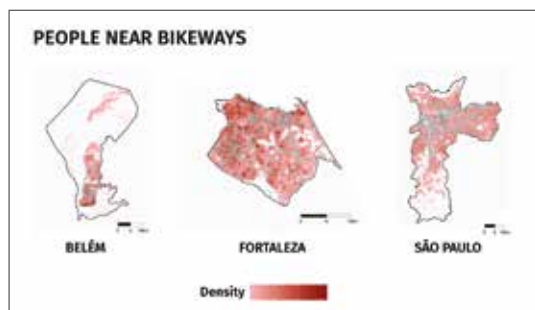 PEOPLE NEAR BIKEWAYS
BELÉM
FORTALEZA
SÃO PAULO
Density